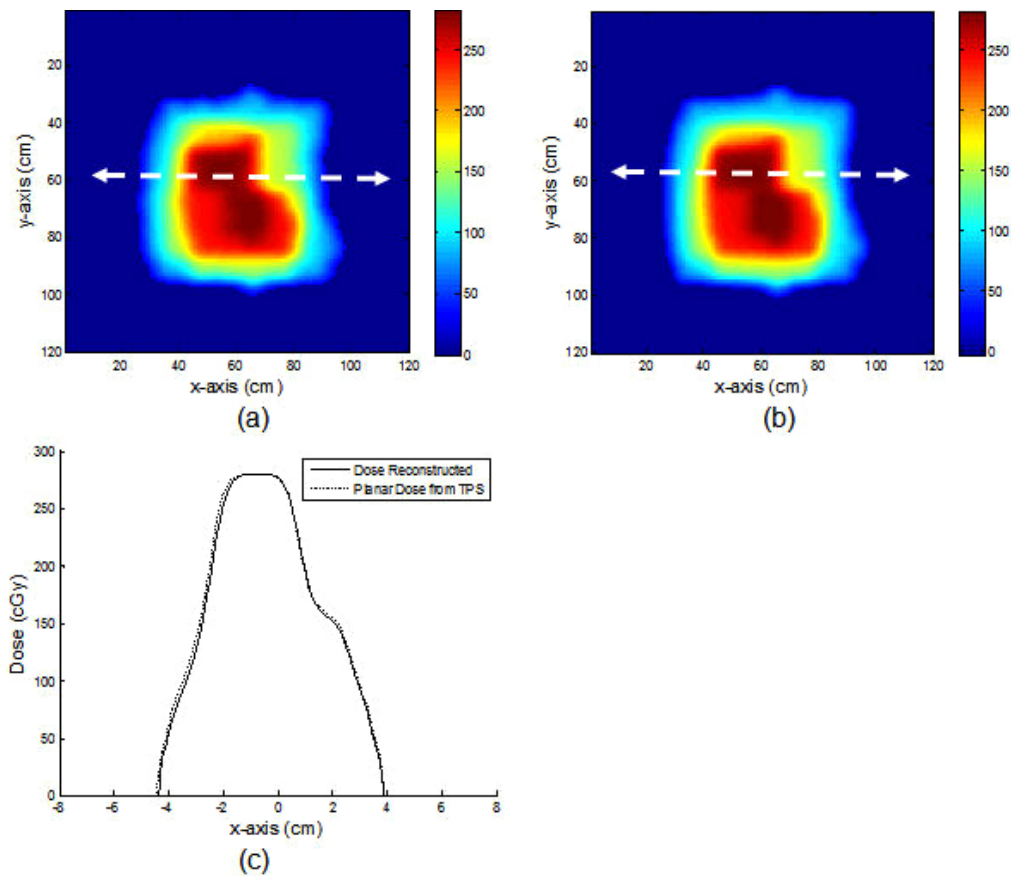 20
40
60
80
100
120
y-axis (cm)
20 40 60 80 100 120
x-axis (cm)
250
200
150
100
50
0
(a)
20
40
60
80
100
120
y-axis (cm)
20 40 60 80 100 120
x-axis (cm)
250
200
150
100
50
0
(b)
300
250
200
150
100
50
0
Dose (cGy)
Dose Reconstructed
Planar Dose from TPS
-8 -6 -4 -2 0 2 4 6 8
x-axis (cm)
(c)